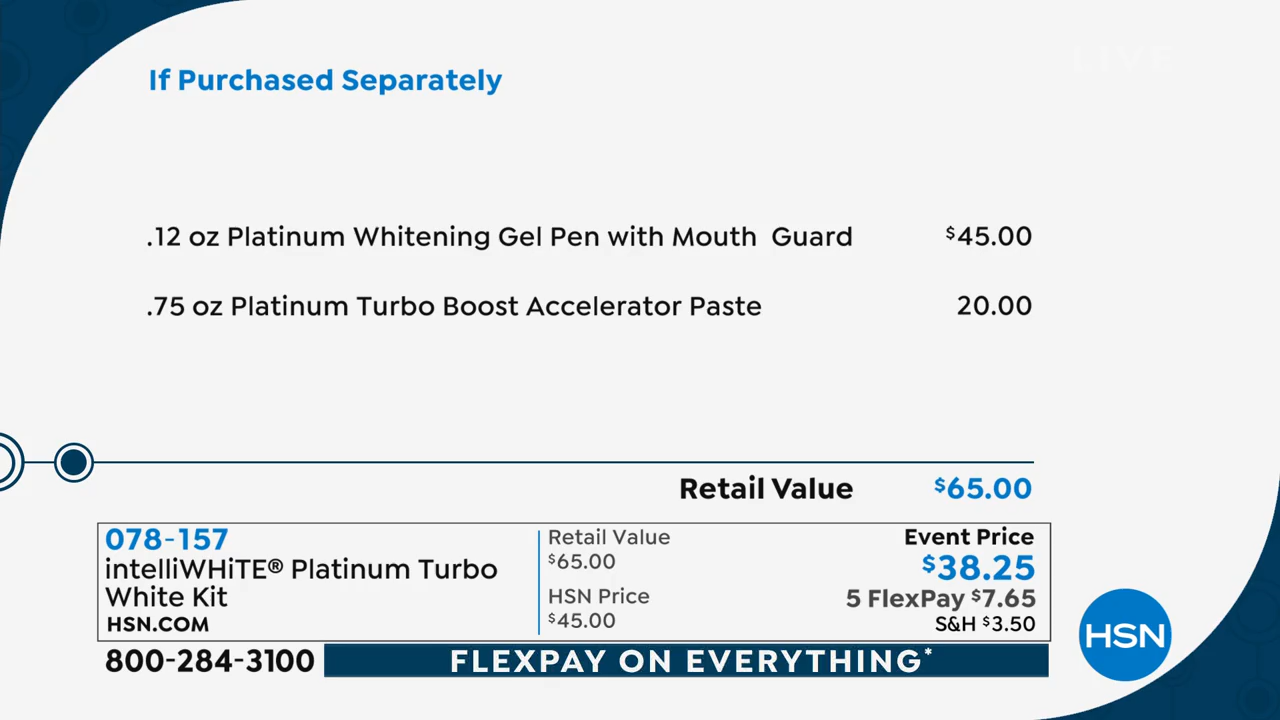 LIVE
If Purchased Separately
.12 oz Platinum Whitening Gel Pen with Mouth Guard $45.00
.75 oz Platinum Turbo Boost Accelerator Paste 20.00
Retail Value $65.00
078-157
intelliWHiTE® Platinum Turbo
White Kit
HSN.COM
Retail Value
$65.00
HSN Price
$45.00
Event Price
$38.25
5 FlexPay $7.65
S&H $3.50
HSN
800-284-3100
FLEXPAY ON EVERYTHING*